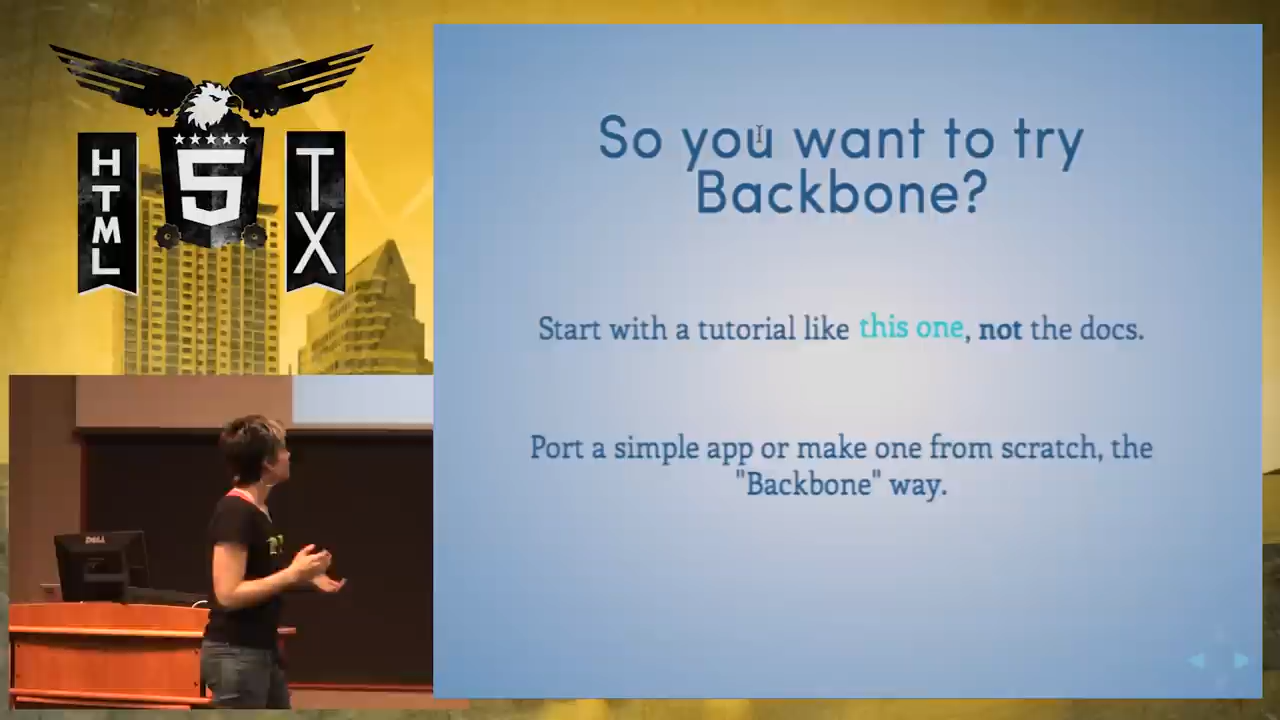 HTML
5
TX
So you want to try
Backbone?
Start with a tutorial like this one, not the docs.
Port a simple app or make one from scratch, the
"Backbone" way.
DELL